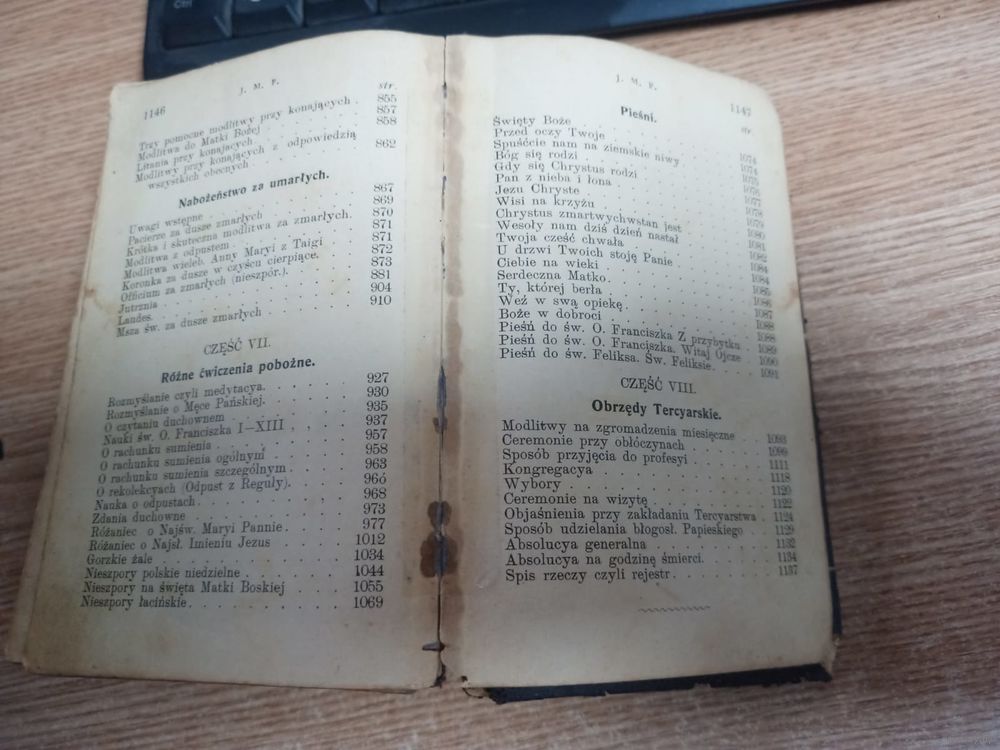 Ctrl
1146
J. M. F.
str.
Trzy pomocne modlitwy przy konających . 855
Modlitwa do Matki Bożej . . . 857
Litania przy konających . . . 858
Modlitwy przy konających z odpowiedzią
wszystkich obecnych . . . 862
Nabożeństwo za umarłych.
Uwagi wstępne . . . 867
Pacierze za dusze zmarłych . . . 869
Krótka i skuteczna modlitwa za zmarłych. 870
Modlitwa z odpustem . . . 871
Modlitwa wieleb. Anny Maryi z Taigi . 871
Koronka za dusze w czyścu cierpiące. . 872
Officium za zmarłych (nieszpór.). . . 873
Jutrznia . . . 881
Laudes. . . . 904
Msza św. za dusze zmarłych . . . 910
CZĘŚĆ VII.
Różne ćwiczenia pobożne.
Rozmyślanie czyli medytacya. . . . 927
Rozmyślanie o Męce Pańskiej. . . . 930
O czytaniu duchownem . . . 935
Nauki św. O. Franciszka I—XIII . . . 937
O rachunku sumienia . . . 957
O rachunku sumienia ogólnym . . . 958
O rachunku sumienia szczególnym . . . 963
O rekolekcyach (Odpust z Reguły). . . 966
Nauka o odpustach. . . . 968
Zdania duchowne . . . 973
Różaniec o Najśw. Maryi Pannie . . . 977
Różaniec o Najsł. Imieniu Jezus . . . 1012
Gorzkie żale . . . 1034
Nieszpory polskie niedzielne . . . 1044
Nieszpory na święta Matki Boskiej . . . 1055
Nieszpory łacińskie . . . 1069
J. M. F.
1147
Pieśni.
str.
Święty Boże
Przed oczy Twoje . . . 1074
Spuśćcie nam na ziemskie niwy . 1074
Bóg się rodzi . . . 1075
Gdy się Chrystus rodzi . . . 1076
Pan z nieba i łona . . . 1077
Jezu Chryste . . . 1078
Wisi na krzyżu . . . 1079
Chrystus zmartwychwstan jest . . . 1080
Wesoły nam dziś dzień nastał . . . 1081
Twoja cześć chwała . . . 1082
U drzwi Twoich stoję Panie . . . 1084
Ciebie na wieki . . . 1084
Serdeczna Matko. . . . 1085
Ty, której berła . . . 1086
Weź w swą opiekę. . . . 1087
Boże w dobroci . . . 1088
Pieśń do św. O. Franciszka Z przybytku . 1089
Pieśń do św. O. Franciszka. Witaj Ojcze . 1090
Pieśń do św. Feliksa. Św. Feliksie. . . 1091
CZĘŚĆ VIII.
Obrzędy Tercyarskie.
Modlitwy na zgromadzenia miesięczne . 1093
Ceremonie przy obłóczynach . . . 1099
Sposób przyjęcia do profesyi . . . 1111
Kongregacya . . . 1118
Wybory . . . 1120
Ceremonie na wizytę . . . 1122
Objaśnienia przy zakładaniu Tercyarstwa . 1124
Sposób udzielania błogosł. Papieskiego . 1129
Absolucya generalna . . . 1132
Absolucya na godzinę śmierci. . . . 1134
Spis rzeczy czyli rejestr. . . . 1137